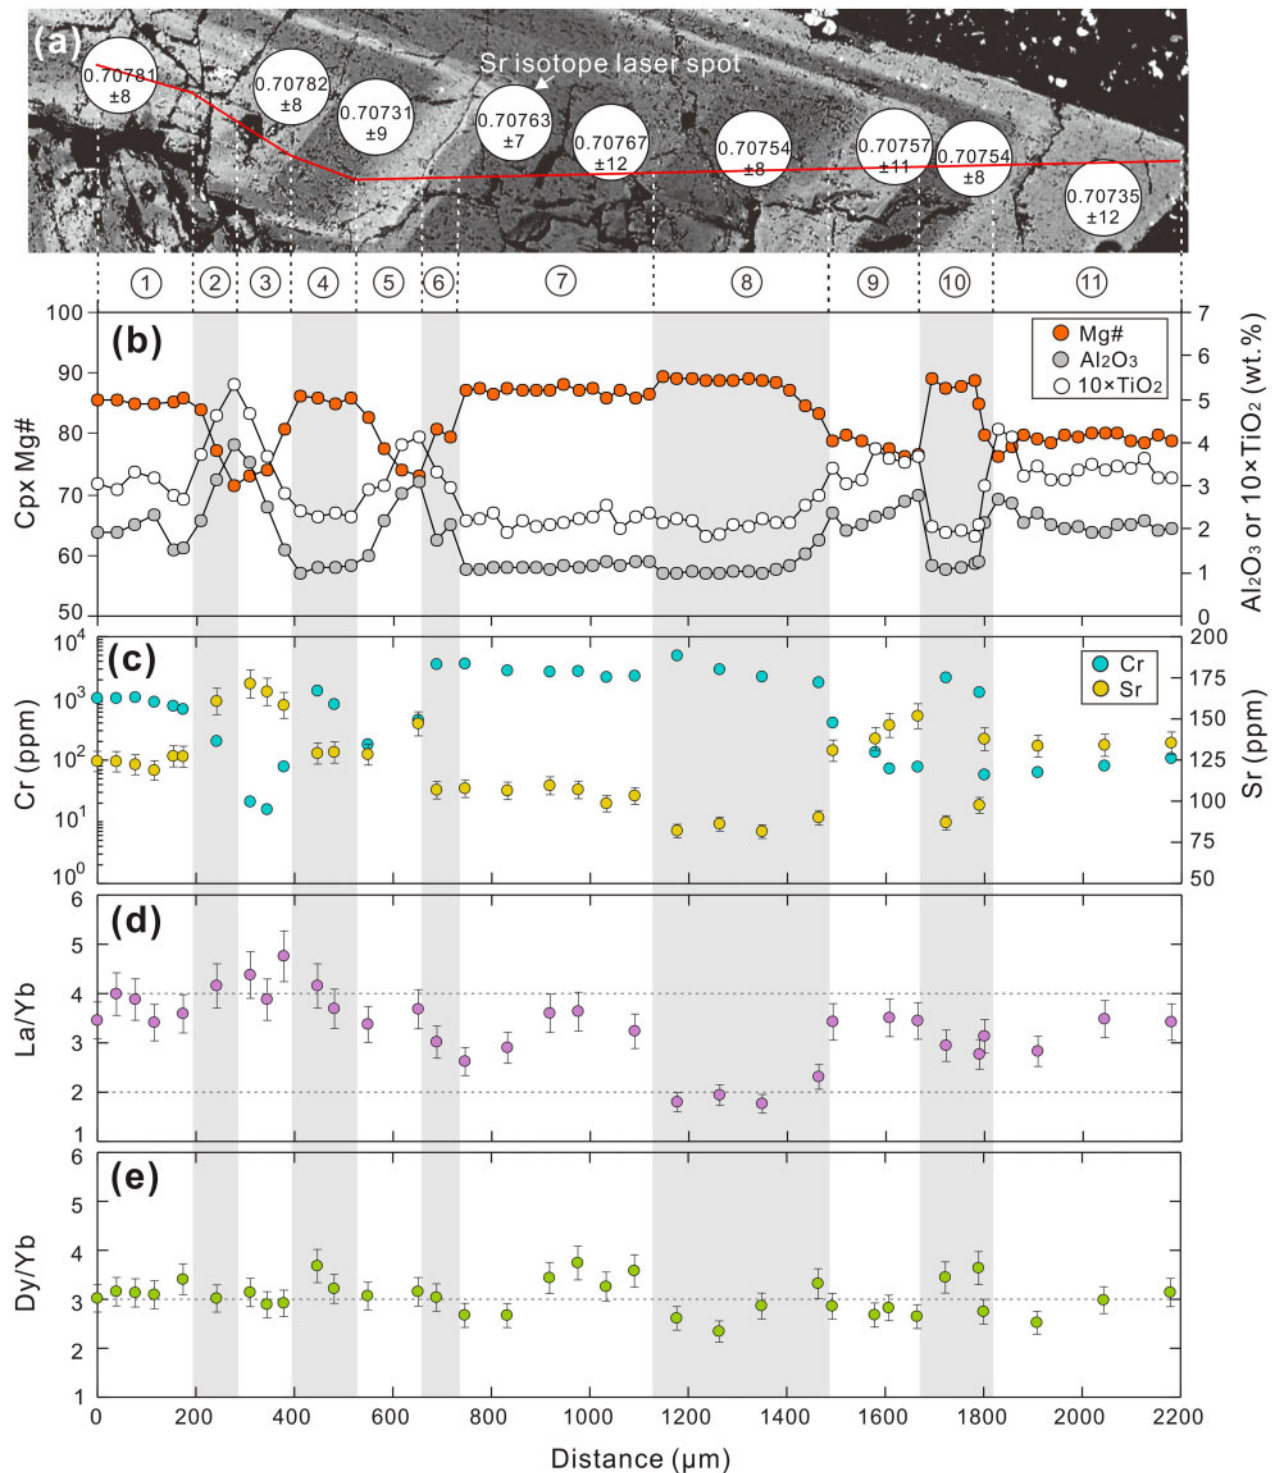 (a)
Sr isotope laser spot
0.70781
±8
0.70782
±8
0.70731
±9
0.70763
±7
0.70767
±12
0.70754
±8
0.70757
±11
0.70754
±8
0.70735
±12
1 2 3 4 5 6 7 8 9 10 11
(b)
Mg#
Al2O3
10×TiO2
100
90
80
70
60
50
Cpx Mg#
7
6
5
4
3
2
1
0
Al2O3 or 10×TiO2 (wt.%)
(c)
Cr
Sr
10^4
10^3
10^2
10^1
10^0
Cr (ppm)
200
175
150
125
100
75
50
Sr (ppm)
(d)
6
5
4
3
2
1
La/Yb
(e)
6
5
4
3
2
1
Dy/Yb
0 200 400 600 800 1000 1200 1400 1600 1800 2000 2200
Distance (µm)